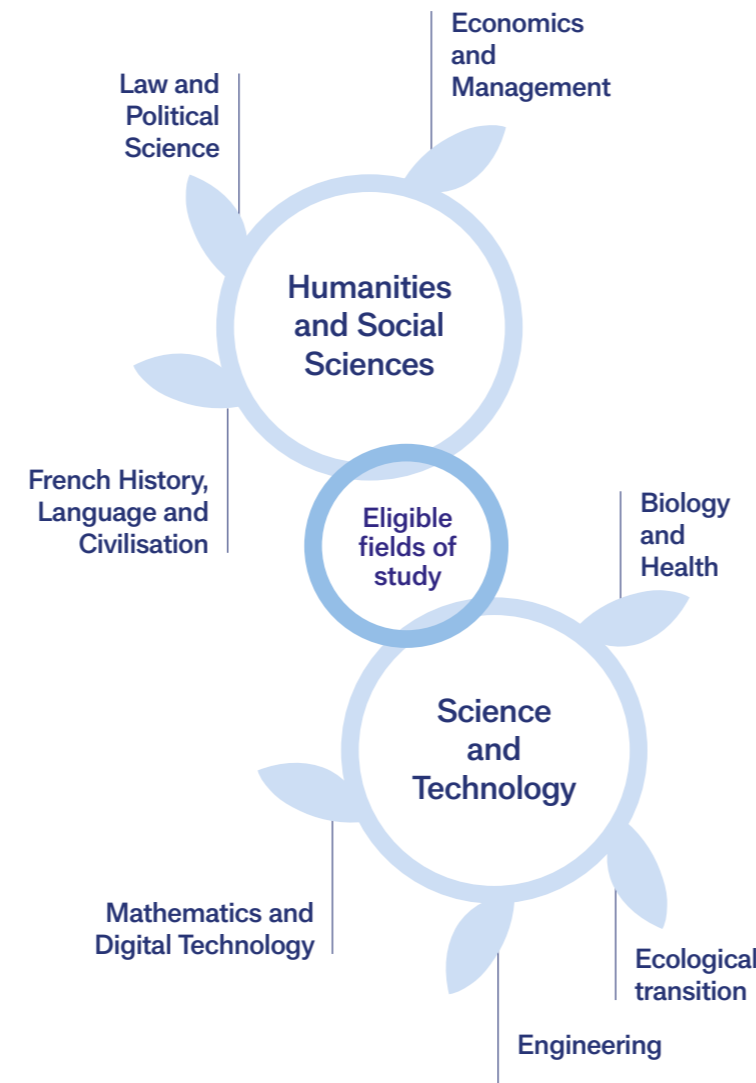 Economics
and
Management
Law and
Political
Science
Humanities
and Social
Sciences
French History,
Language and
Civilisation
Eligible
fields of
study
Biology
and
Health
Science
and
Technology
Mathematics and
Digital Technology
Ecological
transition
Engineering